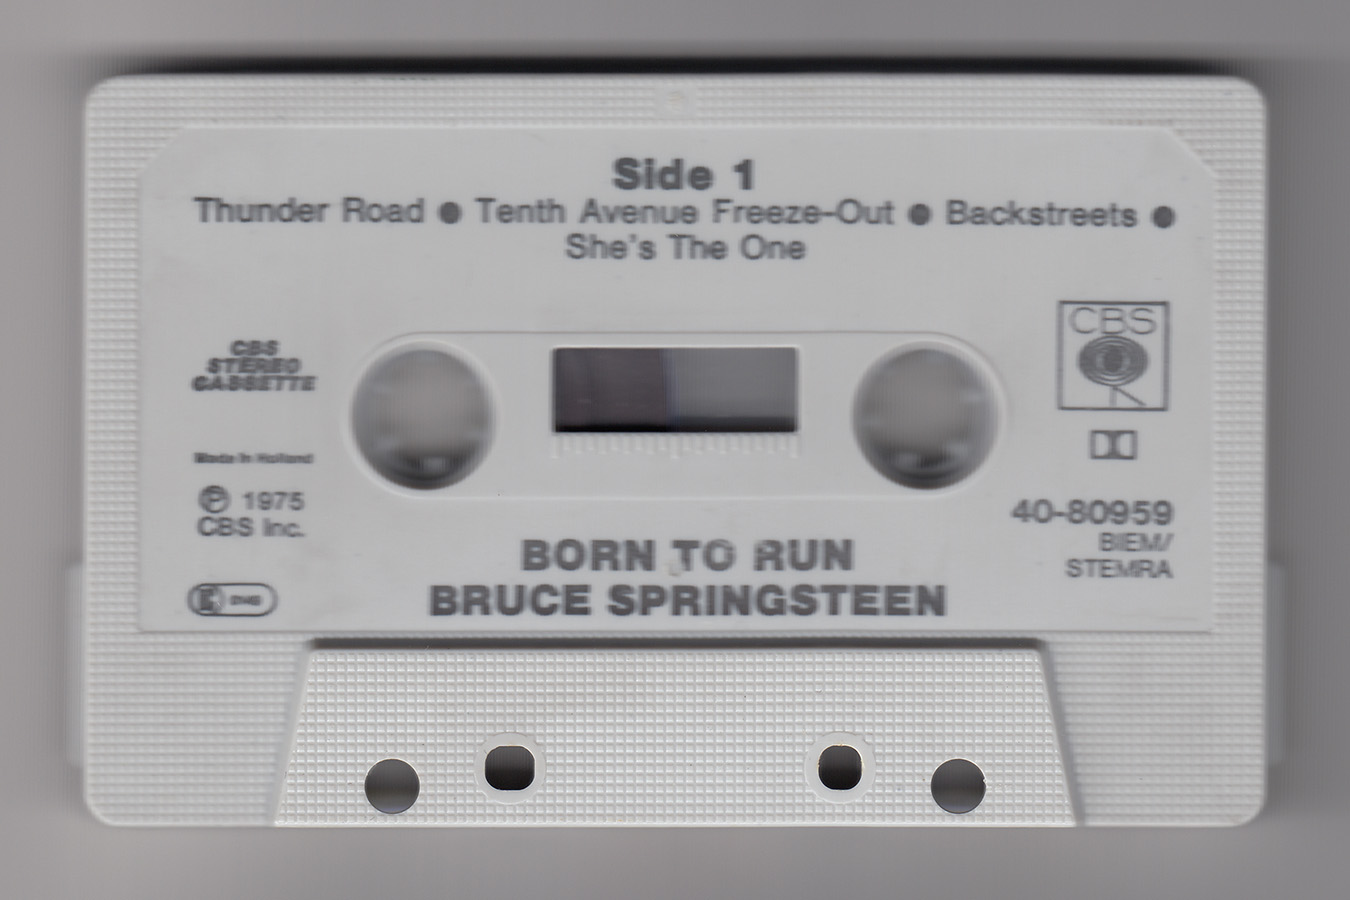 Side 1
Thunder Road ● Tenth Avenue Freeze-Out ● Backstreets ●
She's The One
CBS
STEREO
CASSETTE
CBS
Made In Holland
Ⓟ 1975
CBS Inc.
40-80959
BIEM/
STEMRA
BORN TO RUN
BRUCE SPRINGSTEEN